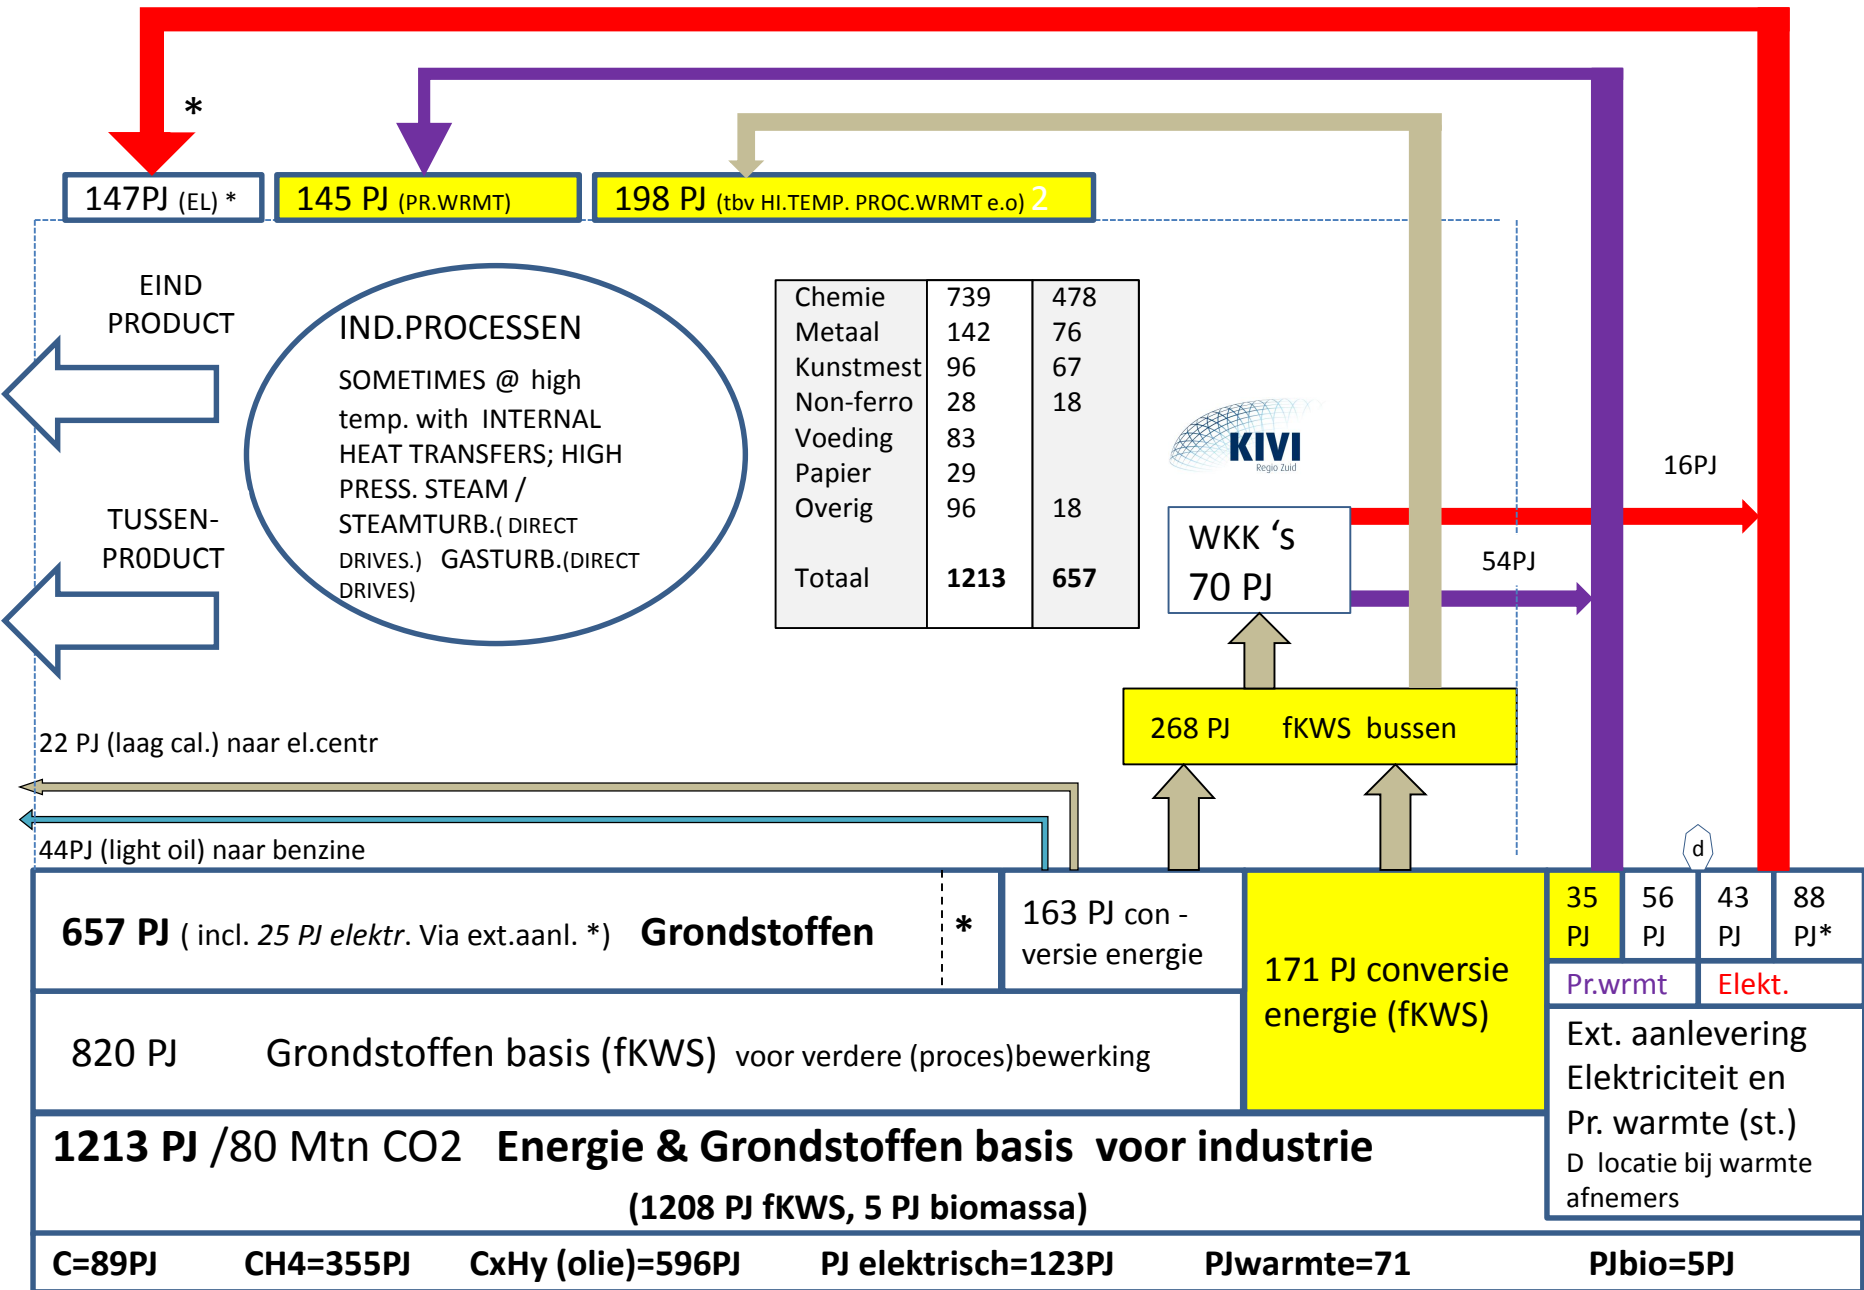 *
147PJ (EL) *
145 PJ (PR.WRMT)
198 PJ (tbv HI.TEMP. PROC.WRMT e.o) 2
EIND
PRODUCT
IND.PROCESSEN
SOMETIMES @ high
temp. with INTERNAL
HEAT TRANSFERS; HIGH
PRESS. STEAM /
STEAMTURB.( DIRECT
DRIVES.) GASTURB.(DIRECT
DRIVES)
TUSSEN-
PR0DUCT
Chemie 739 478
Metaal 142 76
Kunstmest 96 67
Non-ferro 28 18
Voeding 83
Papier 29
Overig 96 18
Totaal 1213 657
KIVI
Regio Zuid
16PJ
WKK ‘s
70 PJ
54PJ
268 PJ fKWS bussen
22 PJ (laag cal.) naar el.centr
44PJ (light oil) naar benzine
d
657 PJ ( incl. 25 PJ elektr. Via ext.aanl. *) Grondstoffen
*
163 PJ con -
versie energie
171 PJ conversie
energie (fKWS)
35
PJ
56
PJ
43
PJ
88
PJ*
Pr.wrmt
Elekt.
820 PJ Grondstoffen basis (fKWS) voor verdere (proces)bewerking
Ext. aanlevering
Elektriciteit en
Pr. warmte (st.)
D locatie bij warmte
afnemers
1213 PJ /80 Mtn CO2 Energie & Grondstoffen basis voor industrie
(1208 PJ fKWS, 5 PJ biomassa)
C=89PJ CH4=355PJ CxHy (olie)=596PJ PJ elektrisch=123PJ PJwarmte=71 PJbio=5PJ